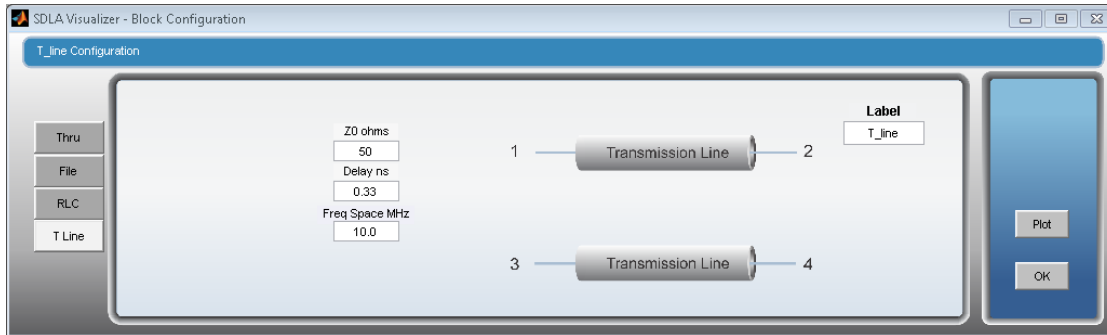 SDLA Visualizer - Block Configuration
T_line Configuration
Thru
File
RLC
T Line
Z0 ohms
50
Delay ns
0.33
Freq Space MHz
10.0
1 Transmission Line 2
3 Transmission Line 4
Label
T_line
Plot
OK